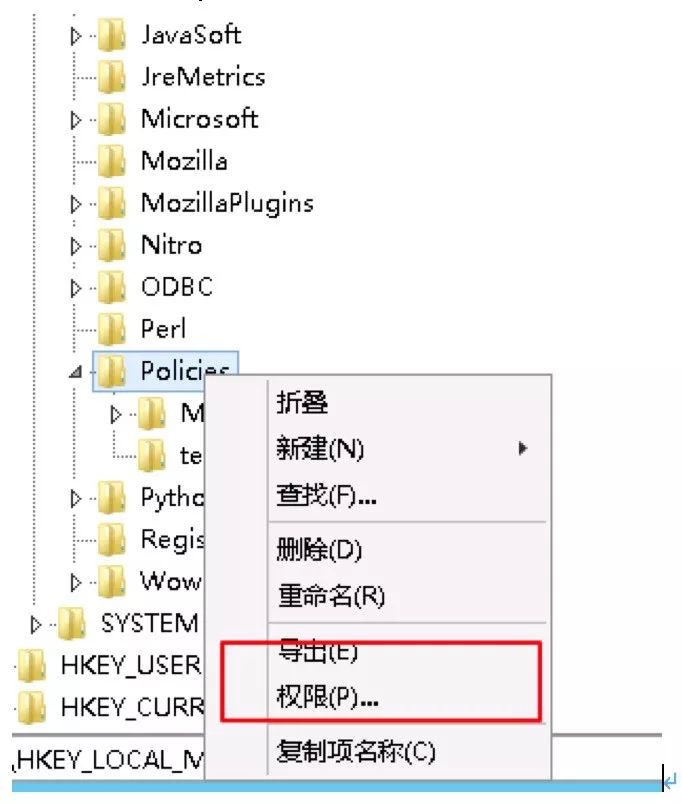 JavaSoft
JreMetrics
Microsoft
Mozilla
MozillaPlugins
Nitro
ODBC
Perl
Policies
折叠
M
新建(N)
te
查找(F)...
Pytho
Regis
删除(D)
Wow
重命名(R)
SYSTEM
导出(E)
HKEY_USER
权限(P)...
HKEY_CURR
复制项名称(C)
\HKEY_LOCAL_M